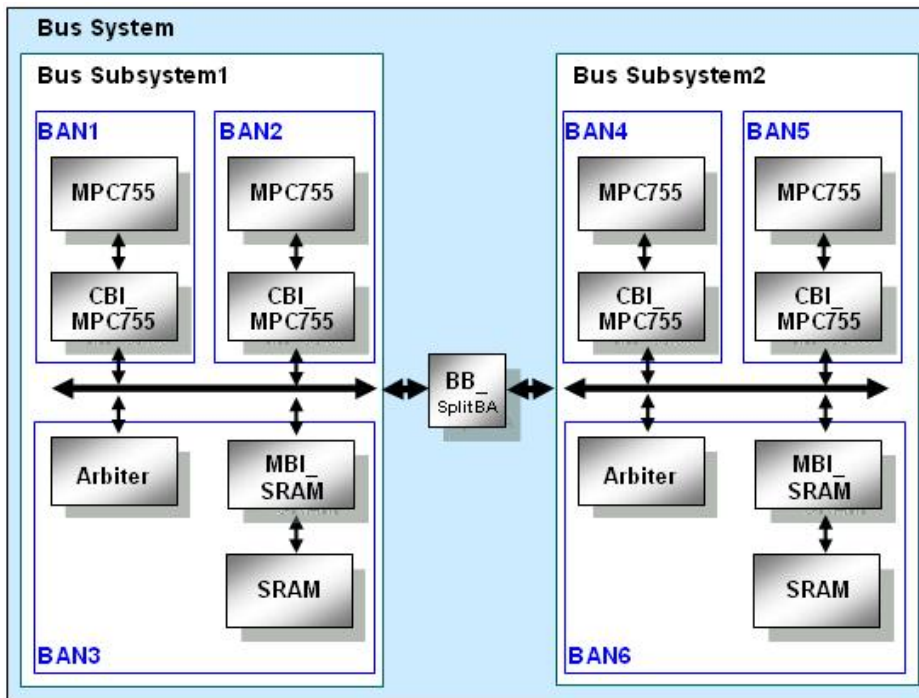 Bus System
Bus Subsystem1
BAN1
BAN2
MPC755
MPC755
CBI_
MPC755
CBI_
MPC755
Arbiter
MBI_
SRAM
SRAM
BAN3
BB_
SplitBA
Bus Subsystem2
BAN4
BAN5
MPC755
MPC755
CBI_
MPC755
CBI_
MPC755
Arbiter
MBI_
SRAM
SRAM
BAN6